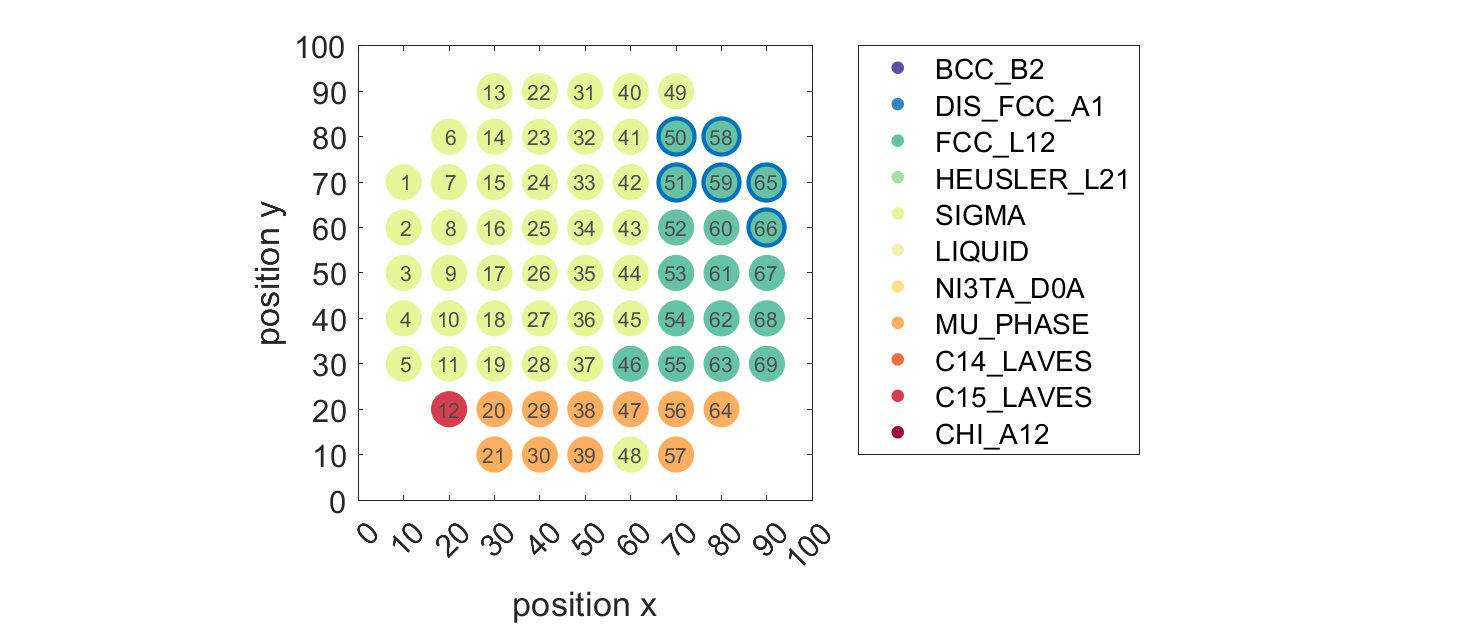 100
90
80
70
60
50
40
30
20
10
0
position y
13 22 31 40 49
6 14 23 32 41 50 58
1 7 15 24 33 42 51 59 65
2 8 16 25 34 43 52 60 66
3 9 17 26 35 44 53 61 67
4 10 18 27 36 45 54 62 68
5 11 19 28 37 46 55 63 69
12 20 29 38 47 56 64
21 30 39 48 57
0 10 20 30 40 50 60 70 80 90 100
position x
BCC_B2
DIS_FCC_A1
FCC_L12
HEUSLER_L21
SIGMA
LIQUID
NI3TA_D0A
MU_PHASE
C14_LAVES
C15_LAVES
CHI_A12